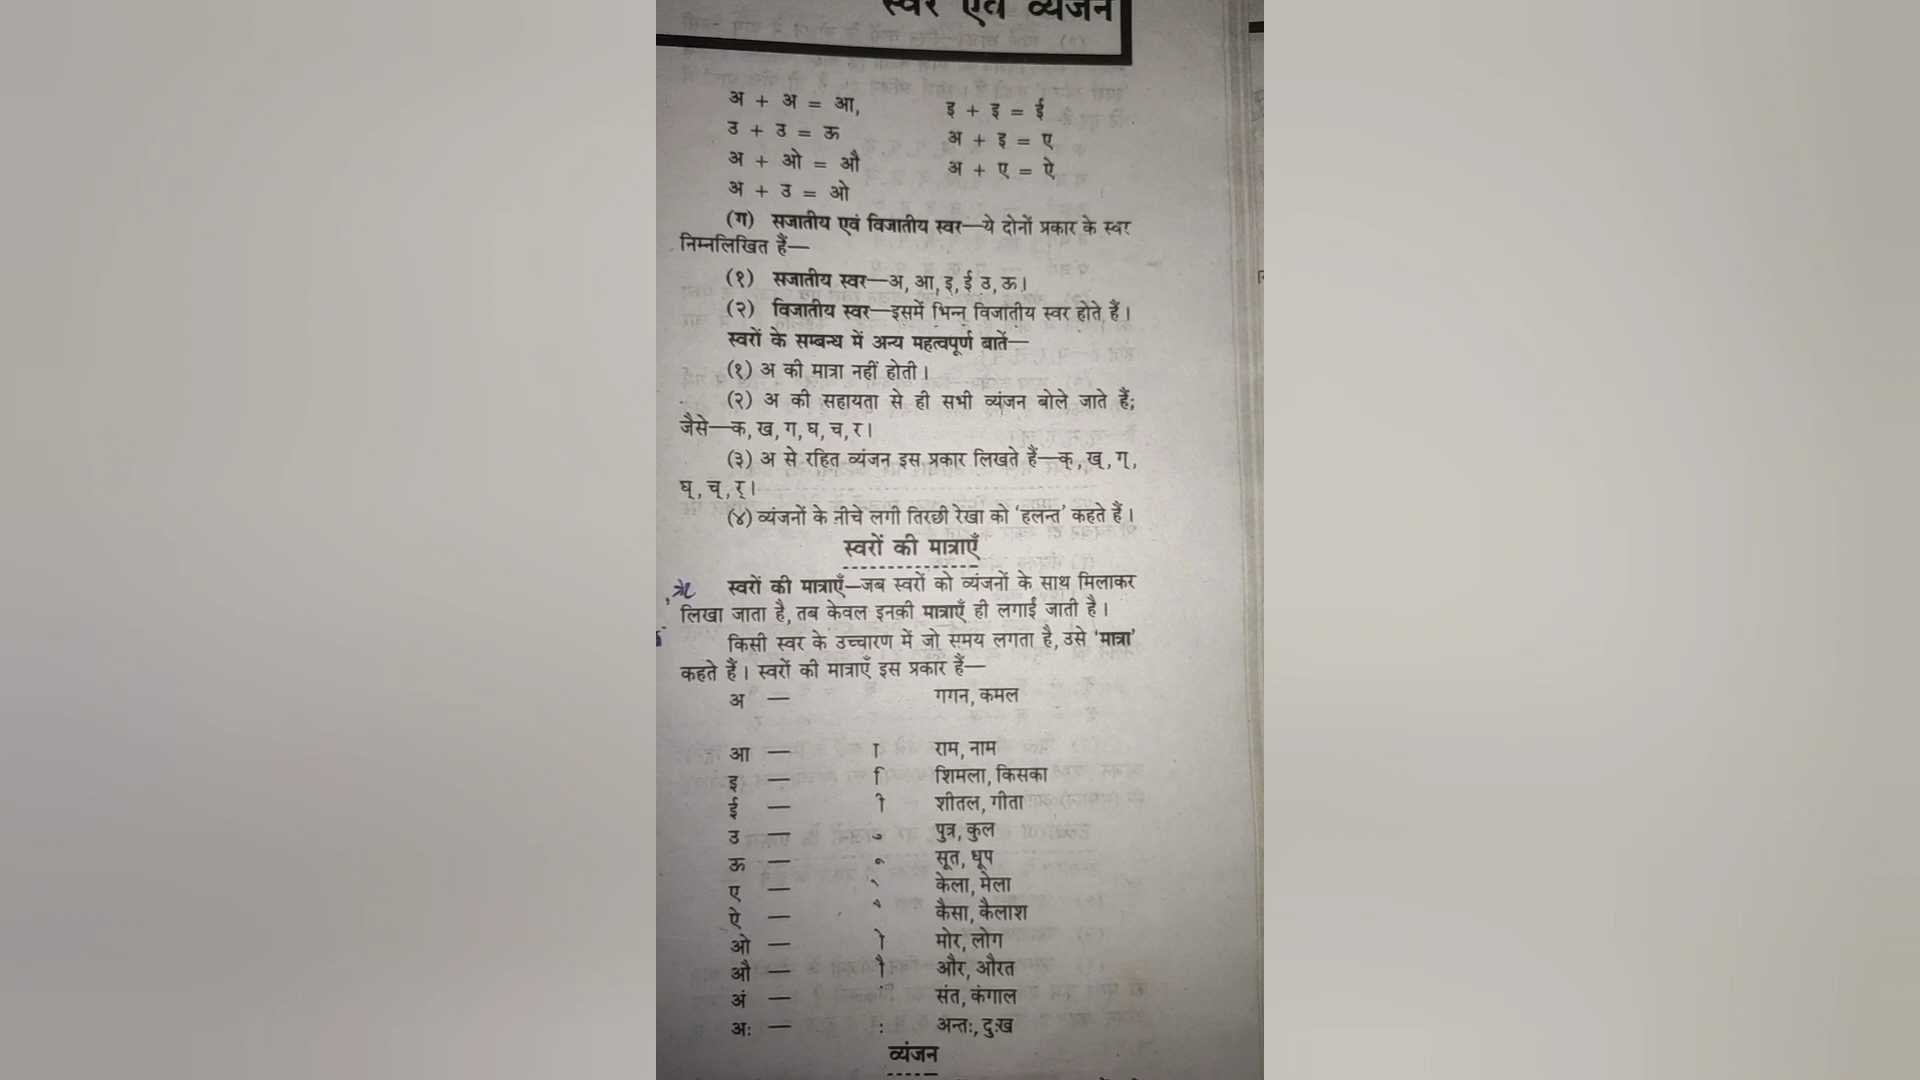 स्वर एवं व्यंजन
अ + अ = आ, इ + इ = ई
उ + उ = ऊ अ + इ = ए
अ + ओ = औ अ + ए = ऐ
अ + उ = ओ
(ग) सजातीय एवं विजातीय स्वर—ये दोनों प्रकार के स्वर
निम्नलिखित हैं—
(१) सजातीय स्वर—अ, आ, इ, ई उ, ऊ।
(२) विजातीय स्वर—इसमें भिन्न विजातीय स्वर होते हैं।
स्वरों के सम्बन्ध में अन्य महत्वपूर्ण बातें—
(१) अ की मात्रा नहीं होती।
(२) अ की सहायता से ही सभी व्यंजन बोले जाते हैं;
जैसे—क, ख, ग, घ, च, र।
(३) अ से रहित व्यंजन इस प्रकार लिखते हैं—क्, ख्, ग्,
घ्, च्, र्।
(४) व्यंजनों के नीचे लगी तिरछी रेखा को ‘हलन्त’ कहते हैं।
स्वरों की मात्राएँ
स्वरों की मात्राएँ—जब स्वरों को व्यंजनों के साथ मिलाकर
लिखा जाता है, तब केवल इनकी मात्राएँ ही लगाई जाती है।
किसी स्वर के उच्चारण में जो समय लगता है, उसे ‘मात्रा’
कहते हैं। स्वरों की मात्राएँ इस प्रकार हैं—
अ — गगन, कमल
आ — ा राम, नाम
इ — ि शिमला, किसका
ई — ी शीतल, गीता
उ — ु पुत्र, कुल
ऊ — ू सूत, धूप
ए — े केला, मेला
ऐ — ै कैसा, कैलाश
ओ — ो मोर, लोग
औ — ौ और, औरत
अं — ं संत, कंगाल
अः — : अन्तः, दुःख
व्यंजन